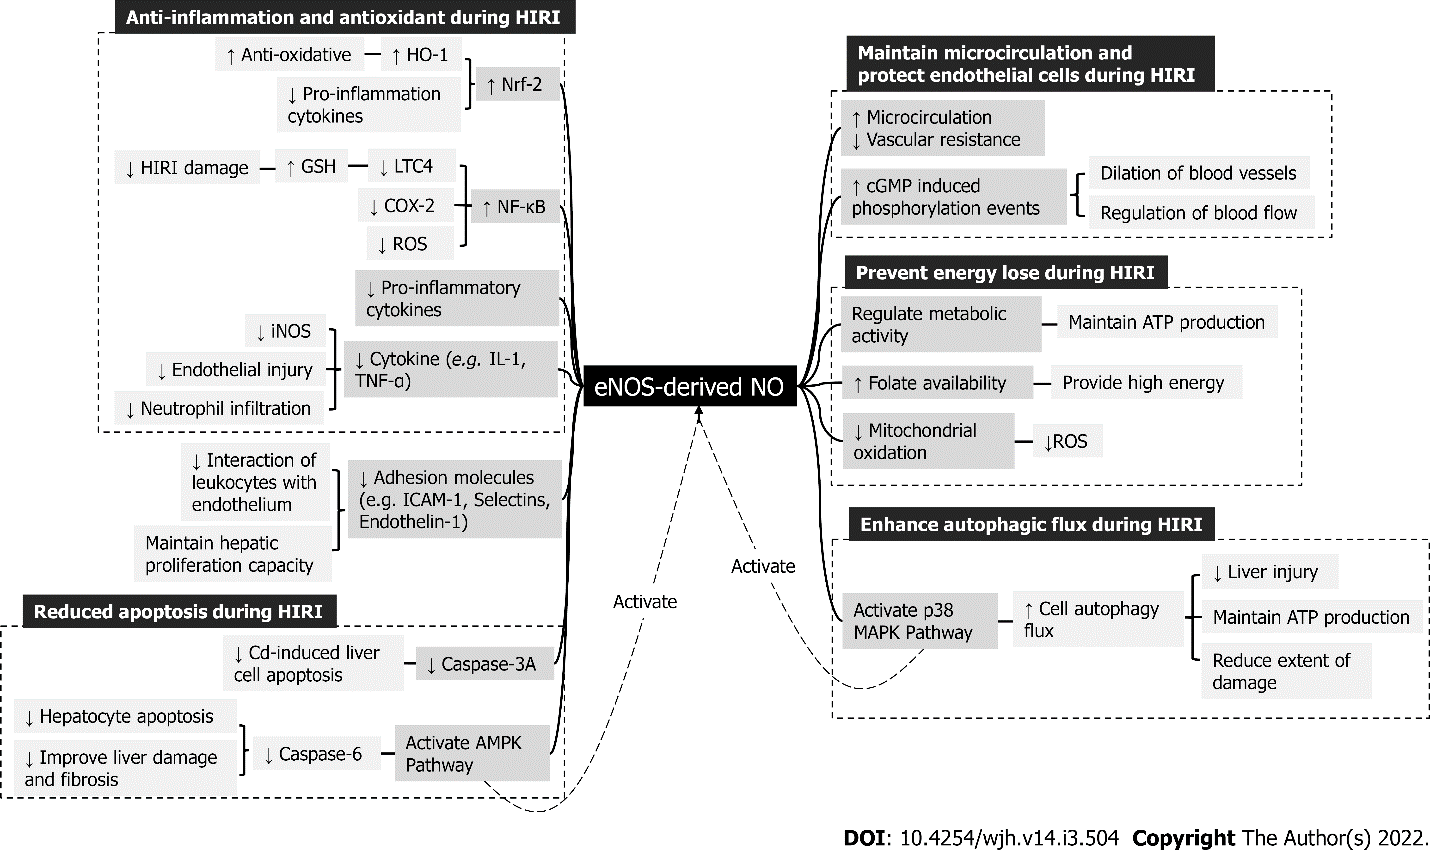 Anti-inflammation and antioxidant during HIRI
↑ Anti-oxidative
↑ HO-1
↓ Pro-inflammation
cytokines
↑ Nrf-2
↓ HIRI damage
↑ GSH
↓ LTC4
↓ COX-2
↓ ROS
↑ NF-κB
↓ Pro-inflammatory
cytokines
↓ iNOS
↓ Endothelial injury
↓ Neutrophil infiltration
↓ Cytokine (e.g. IL-1,
TNF-α)
↓ Interaction of
leukocytes with
endothelium
Maintain hepatic
proliferation capacity
↓ Adhesion molecules
(e.g. ICAM-1, Selectins,
Endothelin-1)
Reduced apoptosis during HIRI
↓ Cd-induced liver
cell apoptosis
↓ Caspase-3A
↓ Hepatocyte apoptosis
↓ Improve liver damage
and fibrosis
↓ Caspase-6
Activate AMPK
Pathway
Activate
eNOS-derived NO
Activate
Maintain microcirculation and
protect endothelial cells during HIRI
↑ Microcirculation
↓ Vascular resistance
↑ cGMP induced
phosphorylation events
Dilation of blood vessels
Regulation of blood flow
Prevent energy lose during HIRI
Regulate metabolic
activity
Maintain ATP production
↑ Folate availability
Provide high energy
↓ Mitochondrial
oxidation
↓ROS
Enhance autophagic flux during HIRI
Activate p38
MAPK Pathway
↑ Cell autophagy
flux
↓ Liver injury
Maintain ATP production
Reduce extent of
damage
DOI: 10.4254/wjh.v14.i3.504 Copyright The Author(s) 2022.